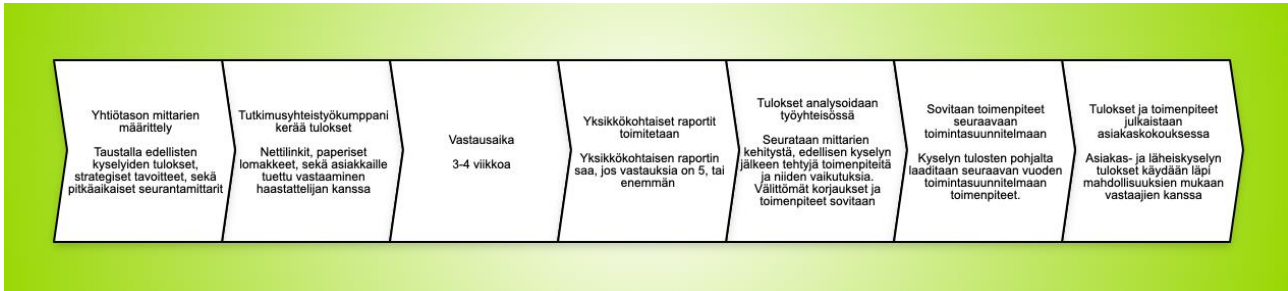 Yhtiötason mittarien
määrittely
Taustalla edellisten
kyselyiden tulokset,
strategiset tavoitteet, sekä
pitkäaikaiset seurantamittarit
Tutkimusyhteistyökumppani
kerää tulokset
Nettilinkit, paperiset
lomakkeet, sekä asiakkaille
tuettu vastaaminen
haastattelijan kanssa
Vastausaika
3-4 viikkoa
Yksikkökohtaiset raportit
toimitetaan
Yksikkökohtaisen raportin
saa, jos vastauksia on 5, tai
enemmän
Tulokset analysoidaan
työyhteisössä
Seurataan mittarien
kehitystä, edellisen kyselyn
jälkeen tehtyjä toimenpiteitä
ja niiden vaikutuksia.
Välittömät korjaukset ja
toimenpiteet sovitaan
Sovitaan toimenpiteet
seuraavaan
toimintasuunnitelmaan
Kyselyn tulosten pohjalta
laaditaan seuraavan vuoden
toimintasuunnitelmaan
toimenpiteet.
Tulokset ja toimenpiteet
julkaistaan
asiakaskokouksessa
Asiakas- ja läheiskyselyn
tulokset käydään läpi
mahdollisuuksien mukaan
vastaajien kanssa